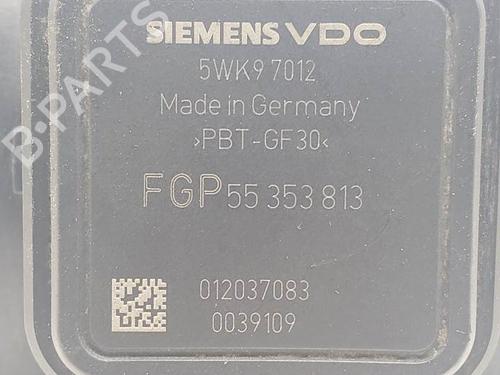 B-PARTS
SIEMENS VDO
5WK9 7012
Made in Germany
>PBT-GF30<
FGP 55 353 813
012037083
0039109